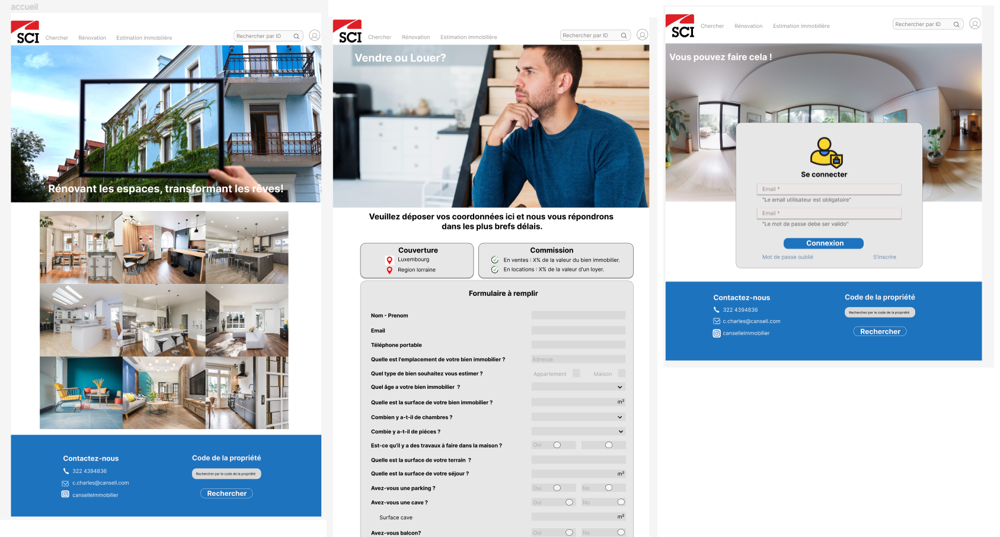 accueil
SCI
Chercher
Rénovation
Estimation immobilière
Rechercher par ID
Rénovant les espaces, transformant les rêves!
Contactez-nous
322 4394836
c.charles@cansell.com
canselleImmobilier
Code de la propriété
Rechercher par le code de la propriété
Rechercher
SCI
Chercher
Rénovation
Estimation immobilière
Rechercher par ID
Vendre ou Louer?
Veuillez déposer vos coordonnées ici et nous vous répondrons
dans les plus brefs délais.
Couverture
Luxembourg
Region lorraine
Commission
En ventes : X% de la valeur du bien immobilier.
En locations : X% de la valeur d'un loyer.
Formulaire à remplir
Nom - Prenom
Email
Téléphone portable
Quelle est l'emplacement de votre bien immobilier ?
Adresse
Quel type de bien souhaitez vous estimer ?
Appartement
Maison
Quel âge a votre bien immobilier ?
Quelle est la surface de votre bien immobilier ?
m²
Combien y a-t-il de chambres ?
Combie y a-t-il de piéces ?
Est-ce qu'il y a des travaux à faire dans la maison ?
Oui
Quelle est la surface de votre terrain ?
Quelle est la surface de votre séjour ?
m²
Avez-vous une parking ?
Oui
No
Avez-vous une cave ?
Oui
No
Surface cave
m²
Avez-vous balcon?
Oui
No
SCI
Chercher
Rénovation
Estimation immobilière
Rechercher par ID
Vous pouvez faire cela !
Se connecter
Email *
"Le email utilisateur est obligatoire"
Email *
"Le mot de passe debe ser valido"
Connexion
Mot de passe oublié
S'inscrire
Contactez-nous
322 4394836
c.charles@cansell.com
canselleImmobilier
Code de la propriété
Rechercher par le code de la propriété
Rechercher